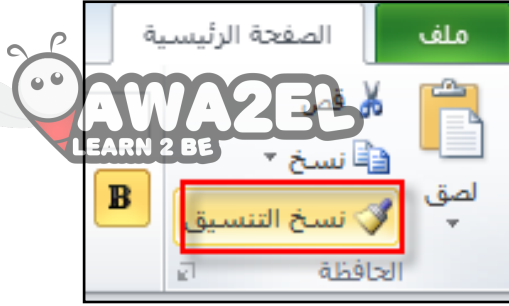 ملف
الصفحة الرئيسية
قص
نسخ
لصق
نسخ التنسيق
الحافظة
B
AWA2EL
LEARN 2 BE